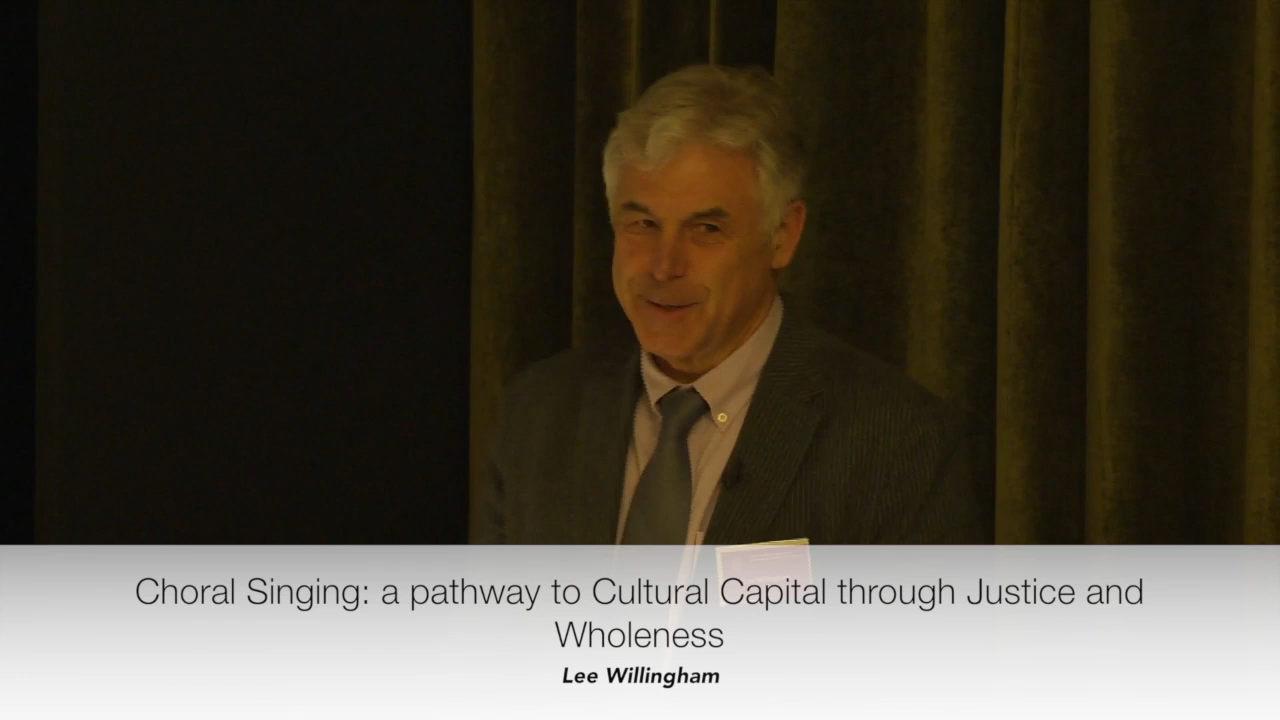 Choral Singing: a pathway to Cultural Capital through Justice and
Wholeness
Lee Willingham